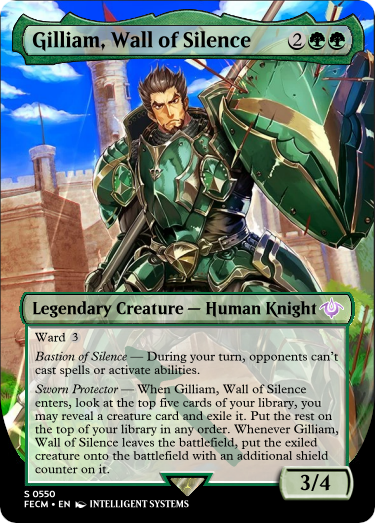 Gilliam, Wall of Silence 2
Legendary Creature — Human Knight
Ward 3
Bastion of Silence — During your turn, opponents can't
cast spells or activate abilities.
Sworn Protector — When Gilliam, Wall of Silence
enters, look at the top five cards of your library, you
may reveal a creature card and exile it. Put the rest on
the top of your library in any order. Whenever Gilliam,
Wall of Silence leaves the battlefield, put the exiled
creature onto the battlefield with an additional shield
counter on it.
3/4
S 0550
FECM • EN INTELLIGENT SYSTEMS